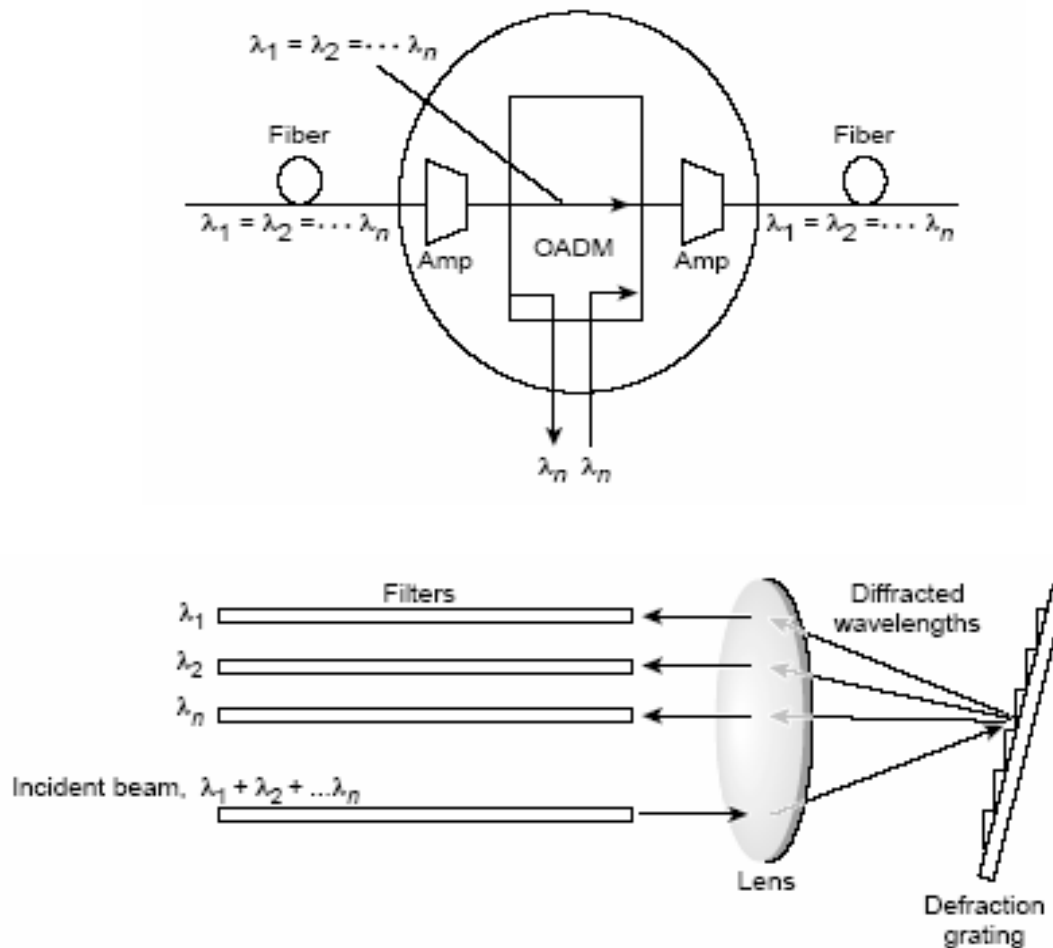 λ1 = λ2 =··· λn
Fiber
Fiber
λ1 = λ2 =··· λn
λ1 = λ2 =··· λn
Amp
OADM
Amp
λn λn
Filters
Diffracted
wavelengths
λ1
λ2
λn
Incident beam, λ1 + λ2 + ...λn
Lens
Defraction
grating